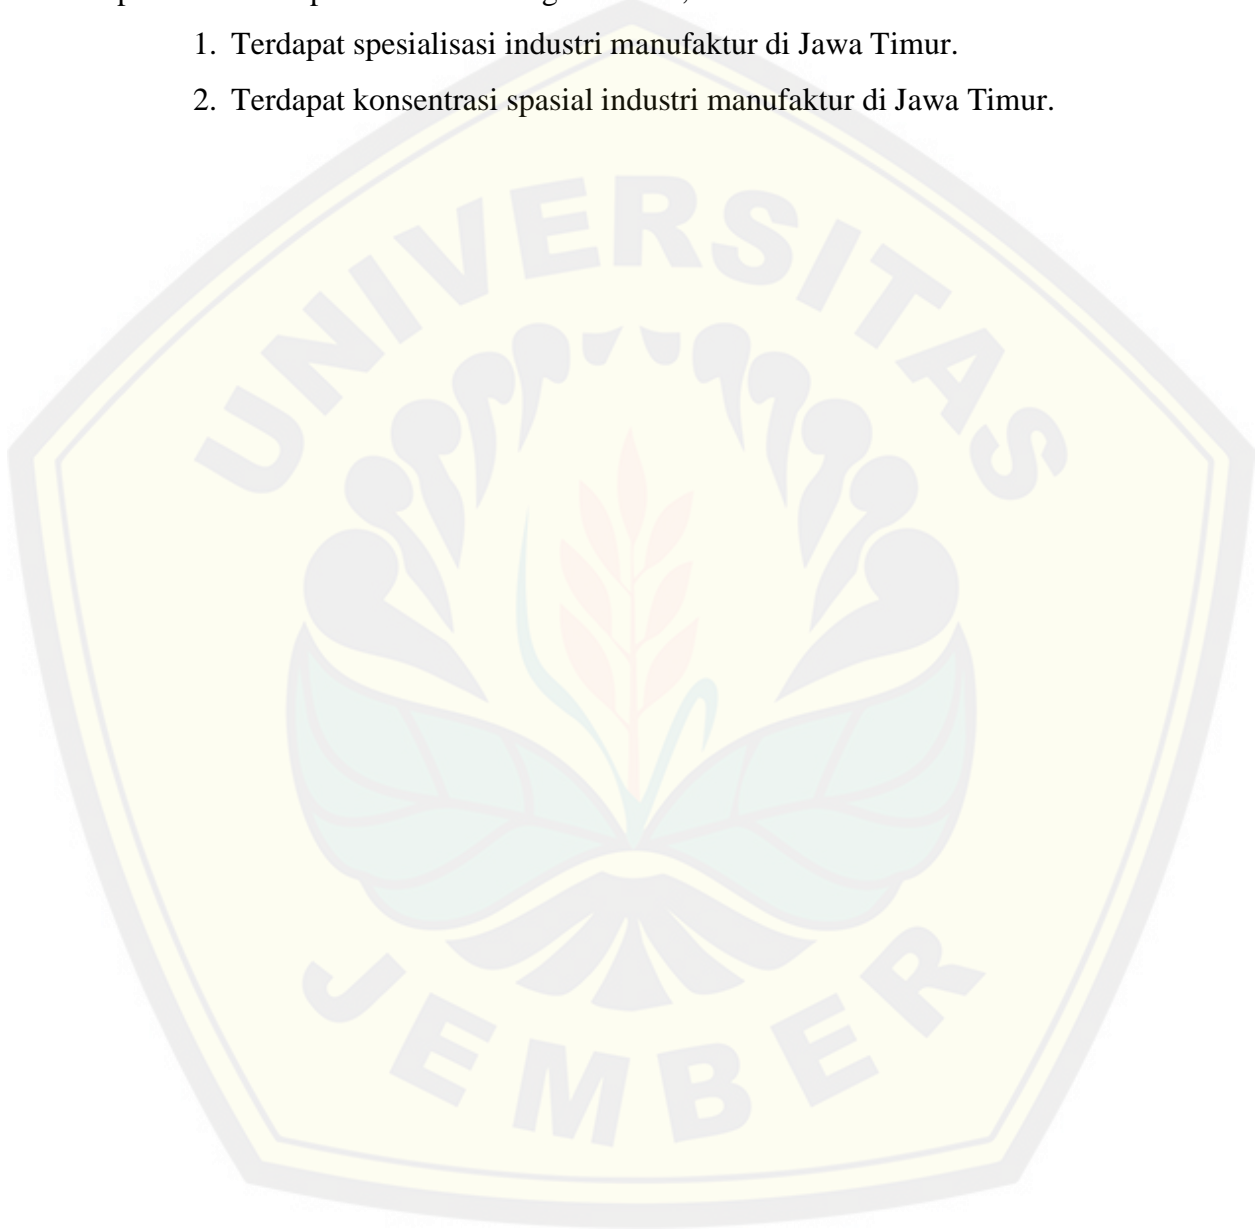 1. Terdapat spesialisasi industri manufaktur di Jawa Timur.
2. Terdapat konsentrasi spasial industri manufaktur di Jawa Timur.
UNIVERSITAS
JEMBER